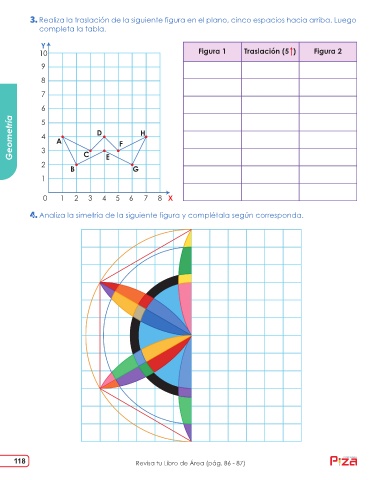 3. Realiza la traslación de la siguiente figura en el plano, cinco espacios hacia arriba. Luego
completa la tabla.
Y
10
9
8
7
6
5
4
3
2
1
0 1 2 3 4 5 6 7 8 X
A
B
C
D
E
F
G
H
Figura 1 Traslación (5↑) Figura 2
Geometría
4. Analiza la simetría de la siguiente figura y complétala según corresponda.
118
Revisa tu Libro de Área (pág. 86 - 87)
Piza